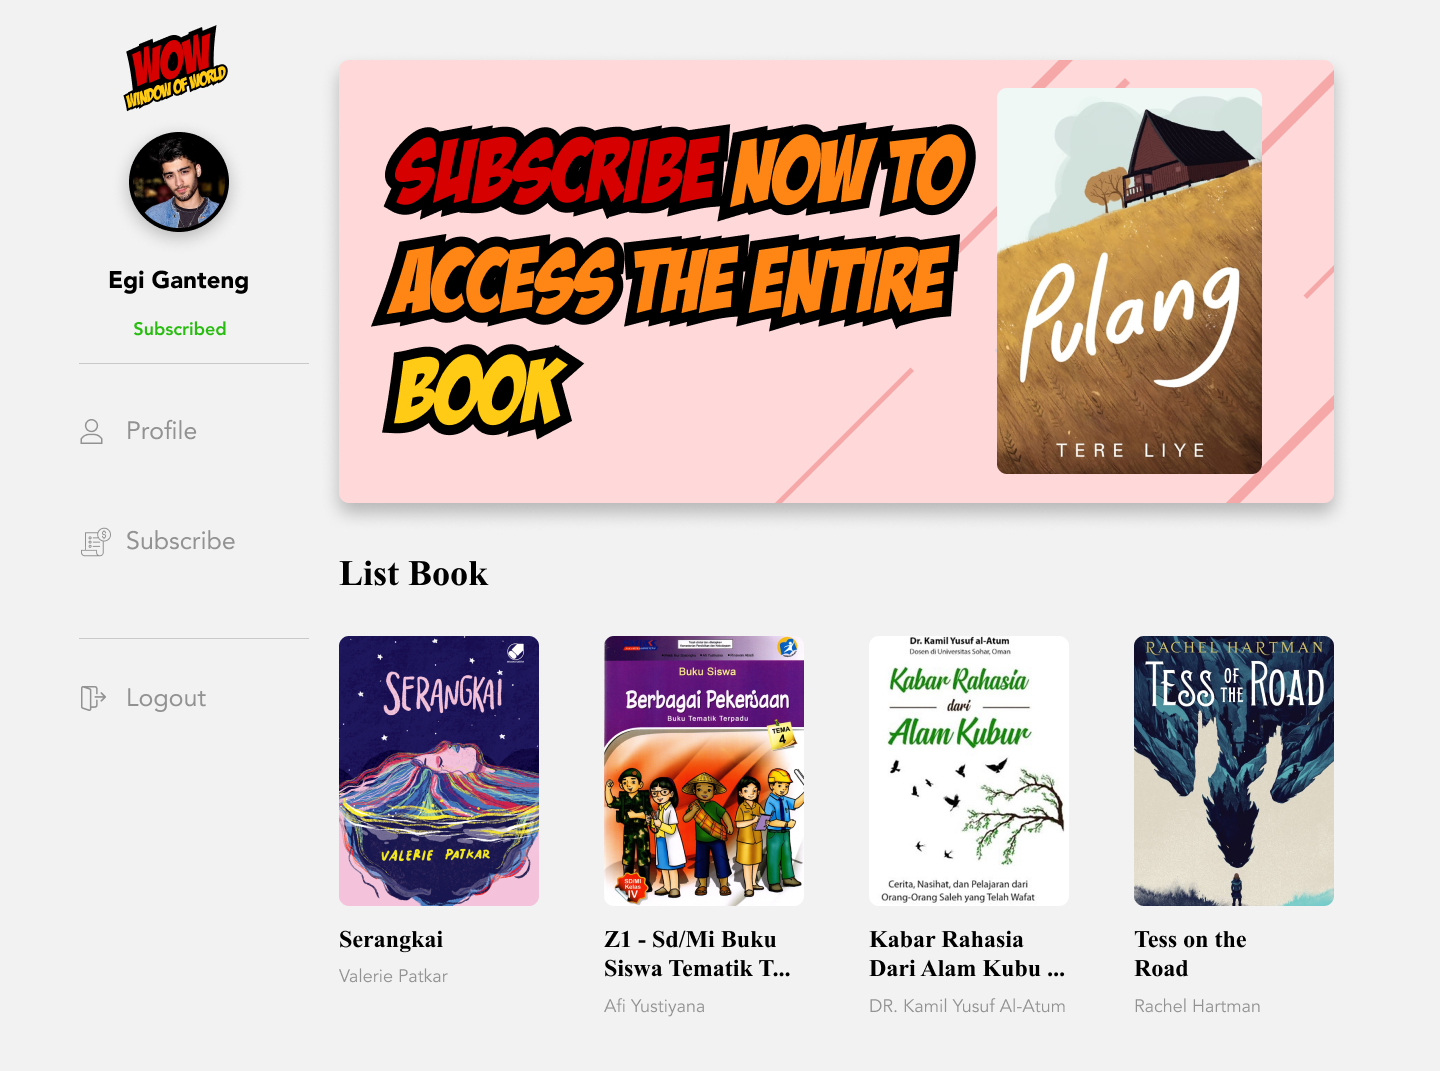 WOW
WINDOW OF WORLD
Egi Ganteng
Subscribed
Profile
Subscribe
Logout
SUBSCRIBE NOW TO
ACCESS THE ENTIRE
BOOK
Pulang
TERE LIYE
List Book
SERANGKAI
VALERIE PATKAR
Serangkai
Valerie Patkar
Buku Siswa
Berbagai Pekerjaan
Buku Tematik Terpadu
TEMA
4
SD/MI
Kelas
IV
Z1 - Sd/Mi Buku
Siswa Tematik T...
Afi Yustiyana
Dr. Kamil Yusuf al-Atum
Dosen di Universitas Sohar, Oman
Kabar Rahasia
dari
Alam Kubur
Cerita, Nasihat, dan Pelajaran dari
Orang-Orang Saleh yang Telah Wafat
Kabar Rahasia
Dari Alam Kubu ...
DR. Kamil Yusuf Al-Atum
RACHEL HARTMAN
TESS OF THE ROAD
Tess on the
Road
Rachel Hartman